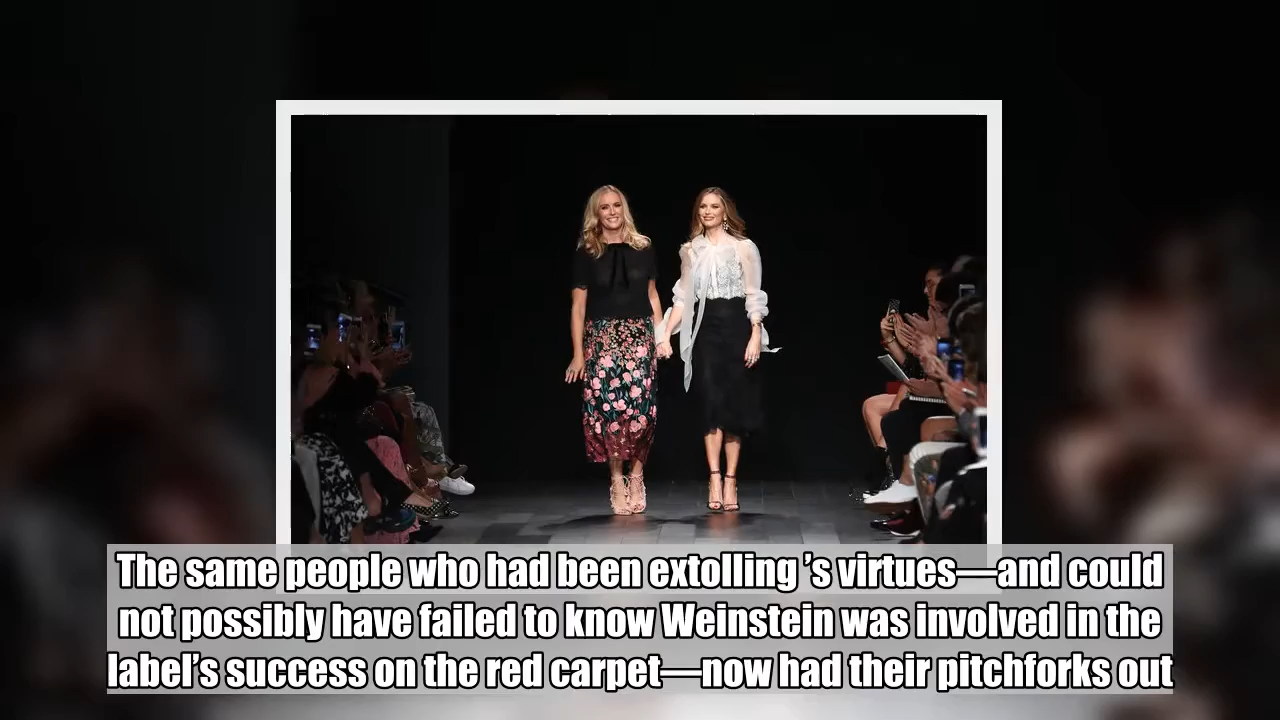 The same people who had been extolling ’s virtues—and could
not possibly have failed to know Weinstein was involved in the
label’s success on the red carpet—now had their pitchforks out